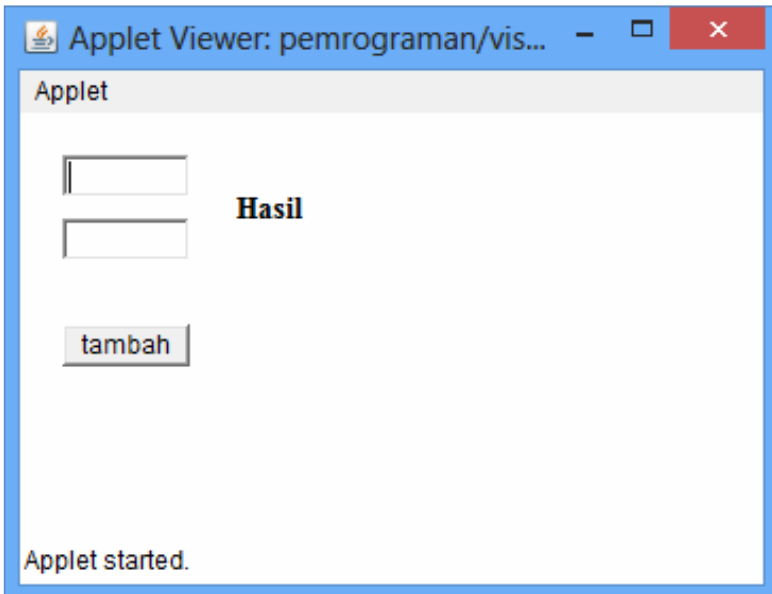 Applet Viewer: pemrograman/vis...
Applet
Hasil
tambah
Applet started.